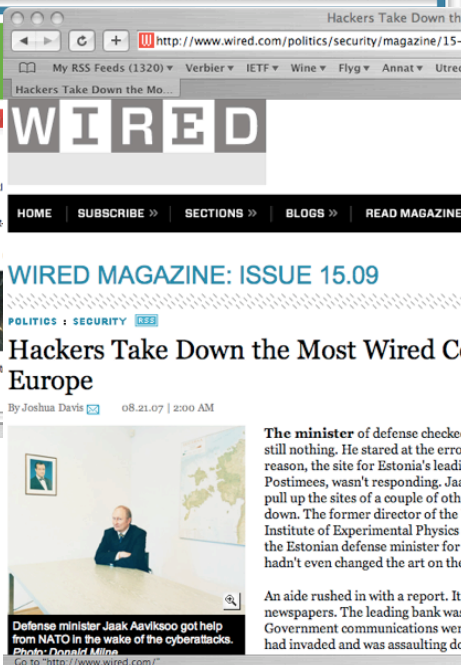 Hackers Take Down th
http://www.wired.com/politics/security/magazine/15-
My RSS Feeds (1320) Verbier IETF Wine Flyg Annat Utrec
Hackers Take Down the Mo...
WIRED
HOME SUBSCRIBE » SECTIONS » BLOGS » READ MAGAZINE
WIRED MAGAZINE: ISSUE 15.09
POLITICS : SECURITY RSS
Hackers Take Down the Most Wired Co
Europe
By Joshua Davis 08.21.07 | 2:00 AM
The minister of defense checked
still nothing. He stared at the erro
reason, the site for Estonia's leadi
Postimees, wasn't responding. Jaa
pull up the sites of a couple of oth
down. The former director of the
Institute of Experimental Physics
the Estonian defense minister for
hadn't even changed the art on the
An aide rushed in with a report. It
newspapers. The leading bank was
Government communications wer
had invaded and was assaulting do
Defense minister Jaak Aaviksoo got help
from NATO in the wake of the cyberattacks.
Photo: Donald Milne
Go to "http://www.wired.com/"